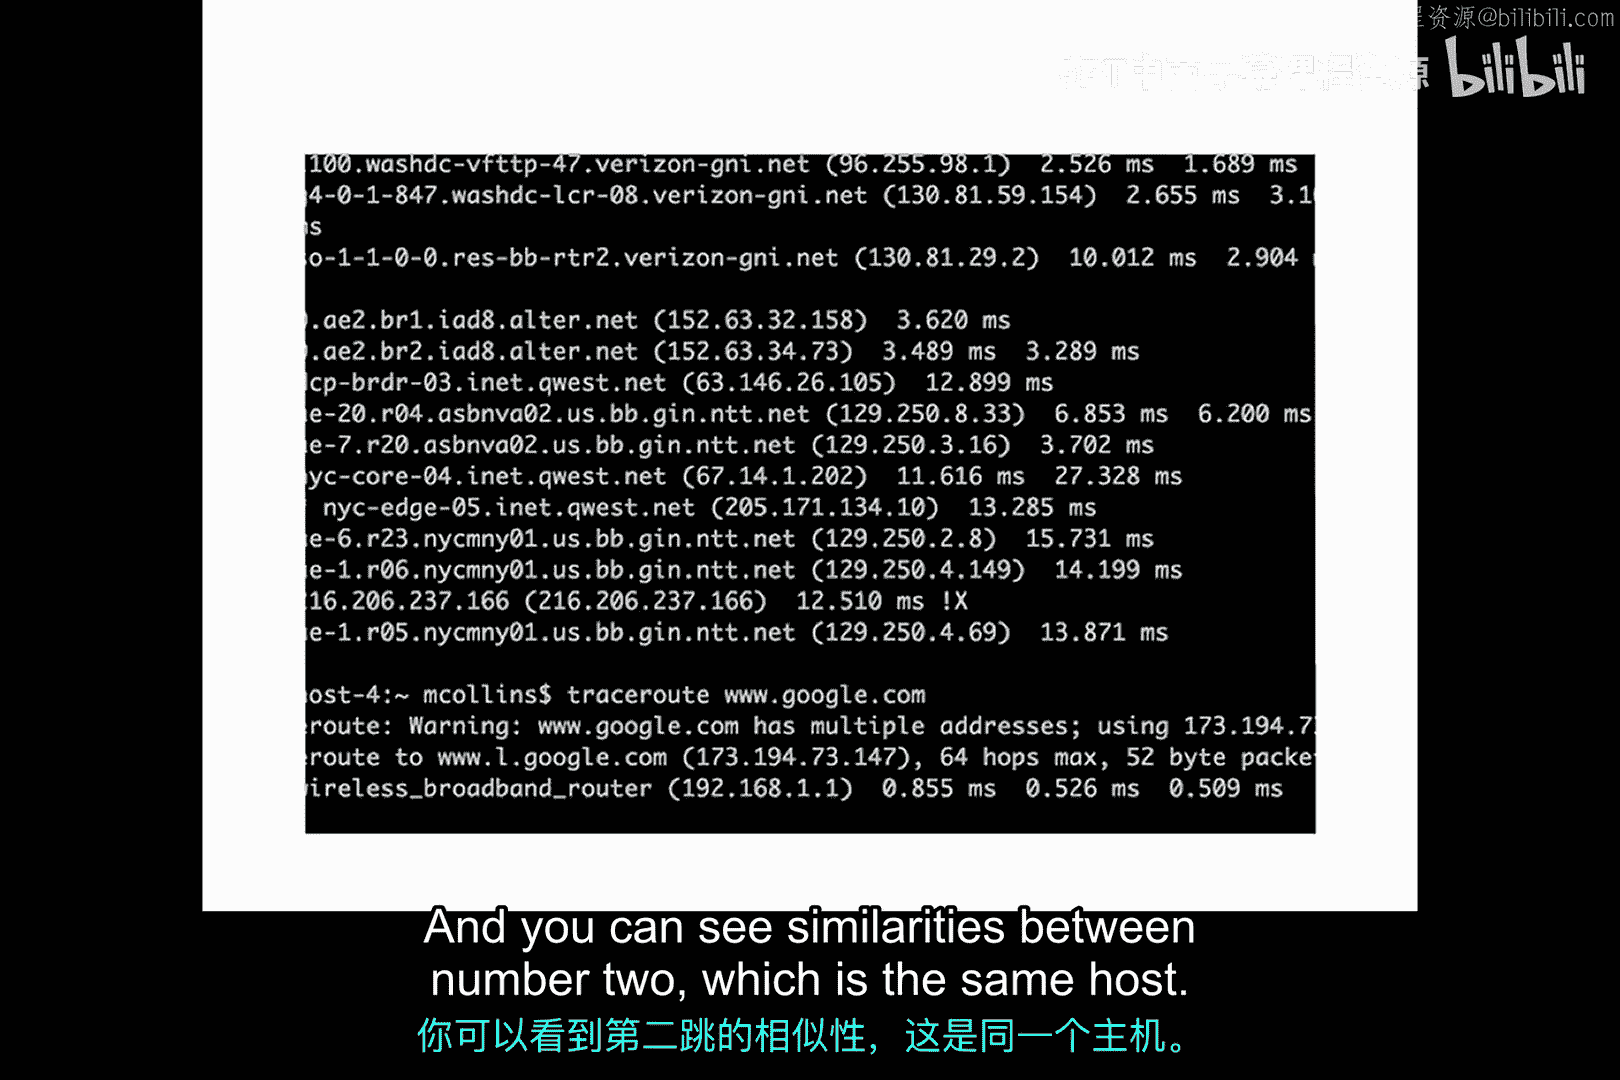 资源@bilibili.com
bilibili
100.washdc-vfttp-47.verizon-gni.net (96.255.98.1)  2.526 ms  1.689 ms
4-0-1-847.washdc-lcr-08.verizon-gni.net (130.81.59.154)  2.655 ms  3.1
s
o-1-1-0-0.res-bb-rtr2.verizon-gni.net (130.81.29.2)  10.012 ms  2.904
.ae2.br1.iad8.alter.net (152.63.32.158)  3.620 ms
.ae2.br2.iad8.alter.net (152.63.34.73)  3.489 ms  3.289 ms
cp-brdr-03.inet.qwest.net (63.146.26.105)  12.899 ms
e-20.r04.asbnva02.us.bb.gin.ntt.net (129.250.8.33)  6.853 ms  6.200 ms
e-7.r20.asbnva02.us.bb.gin.ntt.net (129.250.3.16)  3.702 ms
yc-core-04.inet.qwest.net (67.14.1.202)  11.616 ms  27.328 ms
nyc-edge-05.inet.qwest.net (205.171.134.10)  13.285 ms
e-6.r23.nycmny01.us.bb.gin.ntt.net (129.250.2.8)  15.731 ms
e-1.r06.nycmny01.us.bb.gin.ntt.net (129.250.4.149)  14.199 ms
16.206.237.166 (216.206.237.166)  12.510 ms !X
e-1.r05.nycmny01.us.bb.gin.ntt.net (129.250.4.69)  13.871 ms
ost-4:~ mcollins$ traceroute www.google.com
route: Warning: www.google.com has multiple addresses; using 173.194.7
route to www.l.google.com (173.194.73.147), 64 hops max, 52 byte packe
ireless_broadband_router (192.168.1.1)  0.855 ms  0.526 ms  0.509 ms
And you can see similarities between
number two, which is the same host.
你可以看到第二跳的相似性，这是同一个主机。